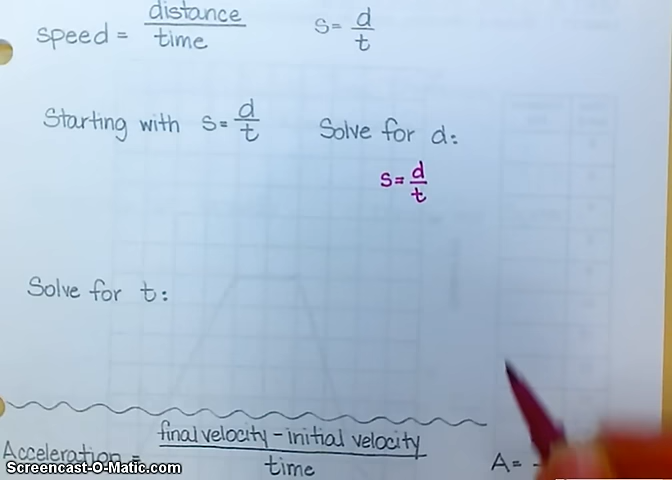 speed = distance / time s = d / t
Starting with s = d / t Solve for d:
s = d / t
Solve for t:
Acceleration = final velocity - initial velocity / time A =
Screencast-O-Matic.com